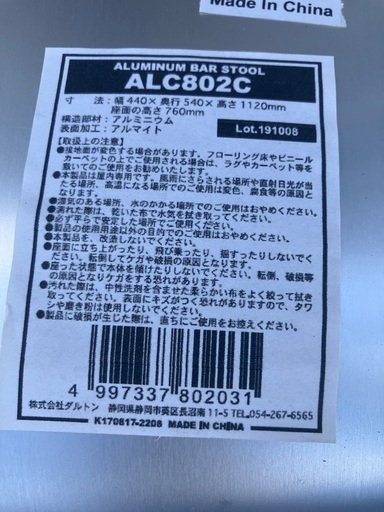 Made in China
ALUMINUM BAR STOOL
ALC802C
寸　法：幅440×奥行540×高さ1120mm
座面の高さ760mm
構造部材：アルミニウム
表面加工：アルマイト
Lot.191008
【取扱上の注意】
●接地面が変色する場合があります。フローリング床やビニール
カーペットの上でご使用される場合は、ラグやカーペット等を
敷いてのご使用をお勧めいたします。
●本製品は屋内専用です。風雨にさらされる場所や直射日光が当
たる場所、高温になる場所でのご使用は変色、腐食等の原因と
なります。
●湿気のある場所、水のかかる場所でのご使用はおやめください。
●濡れた際は、乾いた布で水気を拭き取ってください。
●必ず平らで安定した場所でご使用ください。
●製品の使用用途以外の目的でのご使用はおやめください。
●本製品を、改造しないでください。
●座面に立ち上がったり、飛び乗ったり、揺すったりしないでく
ださい。転倒してケガや破損の原因となります。
●座った状態で本体を傾けたりしないでください。転倒、破損等
の原因となりケガをする恐れがあります。
●汚れた際は、中性洗剤を含ませた柔らかい布をよく絞って拭き
取ってください。表面にキズがつく恐れがありますので、タワ
シや磨き粉は使用しないでください。
●製品に破損が生じた際は、直ちにご使用をお控えください。
4 997337 802031
株式会社ダルトン　静岡県静岡市葵区長沼南11-5 TEL.054-267-6565
K170817-2208 MADE IN CHINA